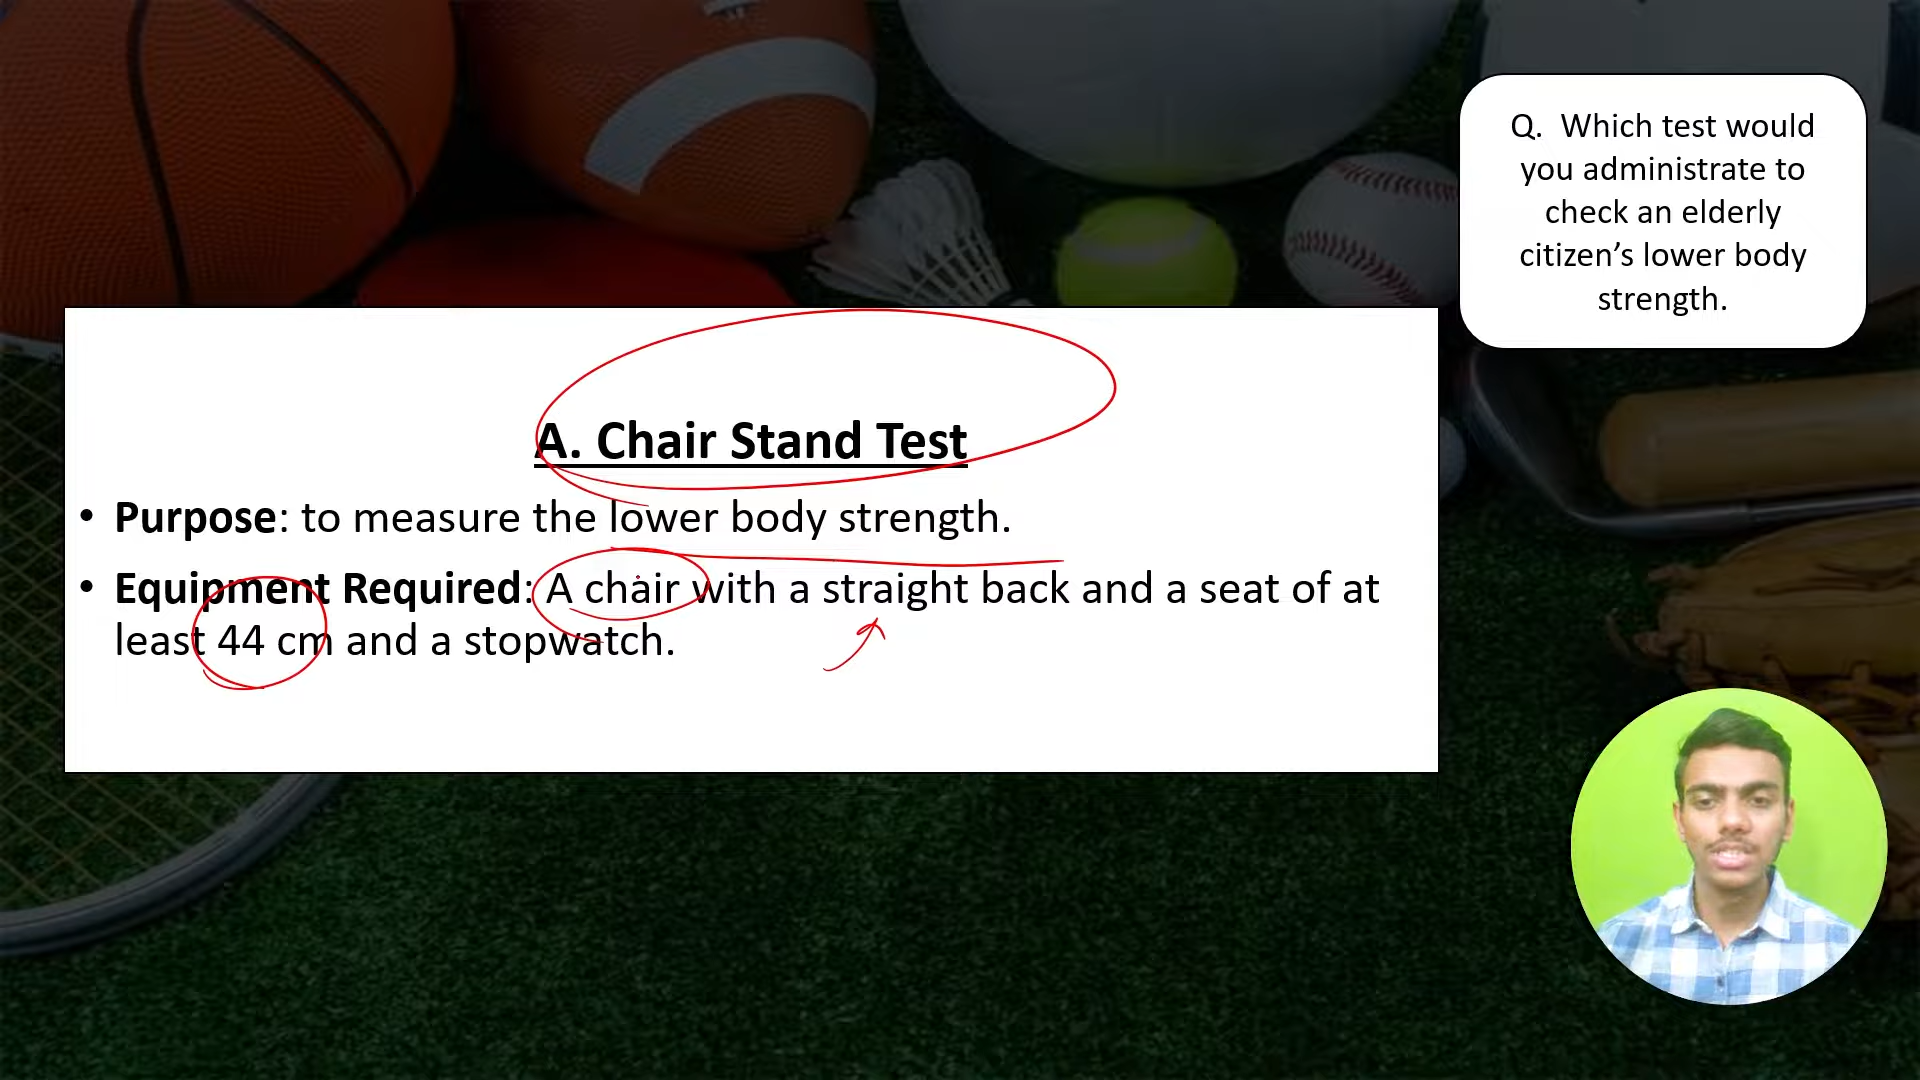 Q. Which test would
you administrate to
check an elderly
citizen’s lower body
strength.
A. Chair Stand Test
• Purpose: to measure the lower body strength.
• Equipment Required: A chair with a straight back and a seat of at
least 44 cm and a stopwatch.